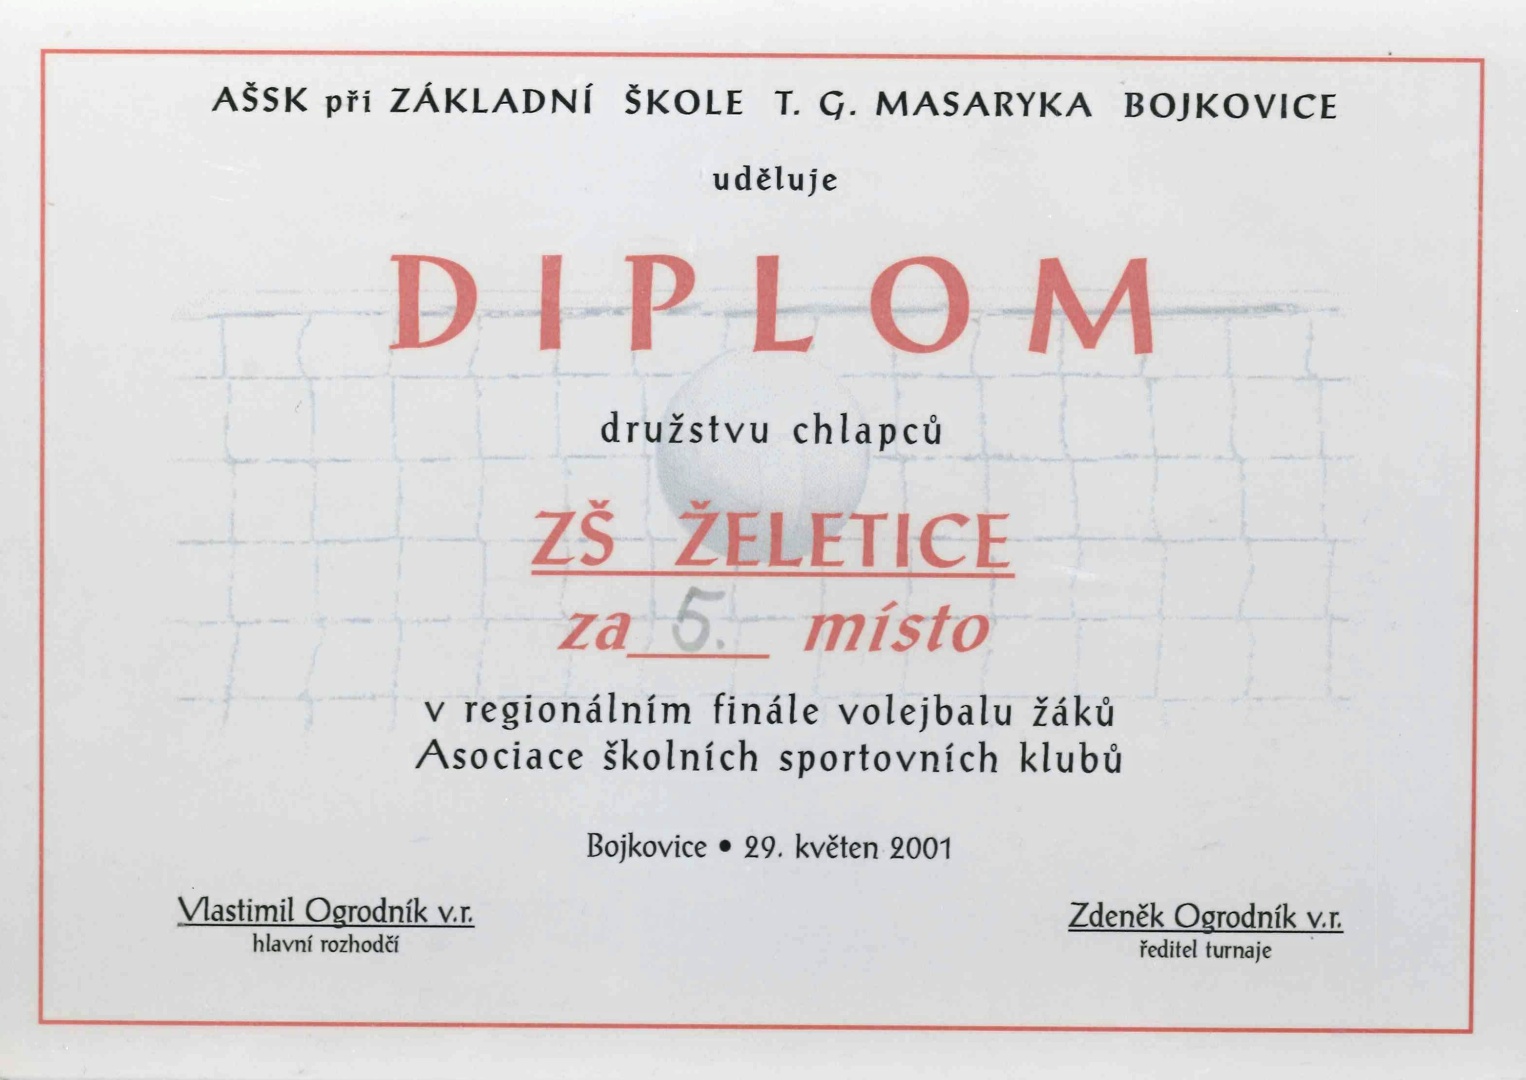 AŠSK při ZÁKLADNÍ ŠKOLE T. G. MASARYKA BOJKOVICE
uděluje
DIPLOM
družstvu chlapců
ZŠ ŽELETICE
za 5. místo
v regionálním finále volejbalu žáků
Asociace školních sportovních klubů
Bojkovice • 29. květen 2001
Vlastimil Ogrodník v.r.
hlavní rozhodčí
Zdeněk Ogrodník v.r.
ředitel turnaje